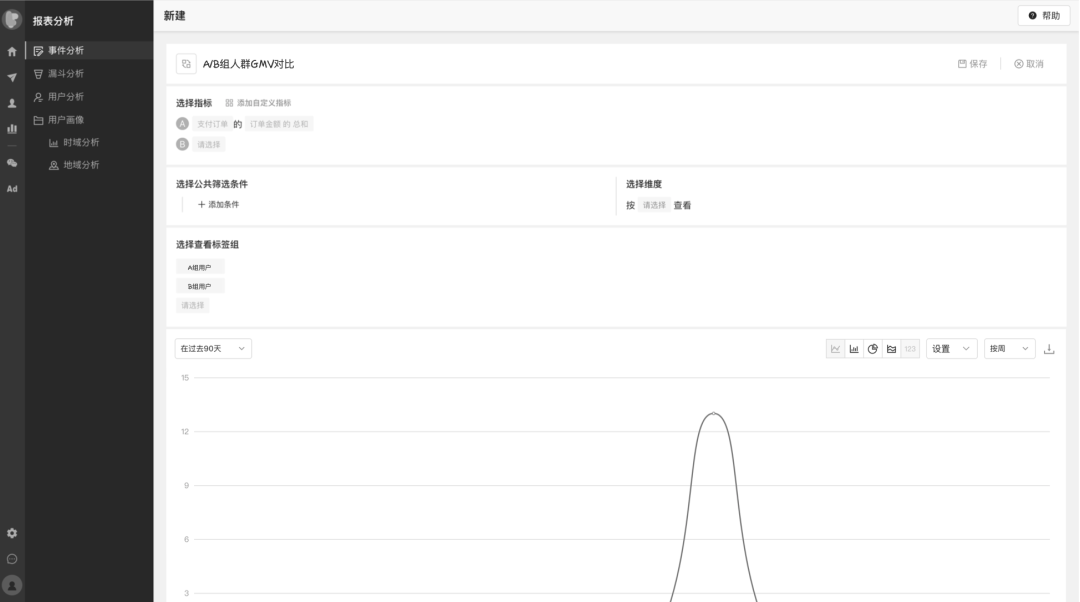 报表分析
新建
帮助
事件分析
漏斗分析
用户分析
用户画像
时域分析
地域分析
Ad
A/B组人群GMV对比
保存
取消
选择指标 添加自定义指标
A 支付订单 的 订单金额 的 总和
B 请选择
选择公共筛选条件
+ 添加条件
选择维度
按 请选择 查看
选择查看标签组
A组用户
B组用户
请选择
在过去90天
123
设置
按周
15
12
9
6
3